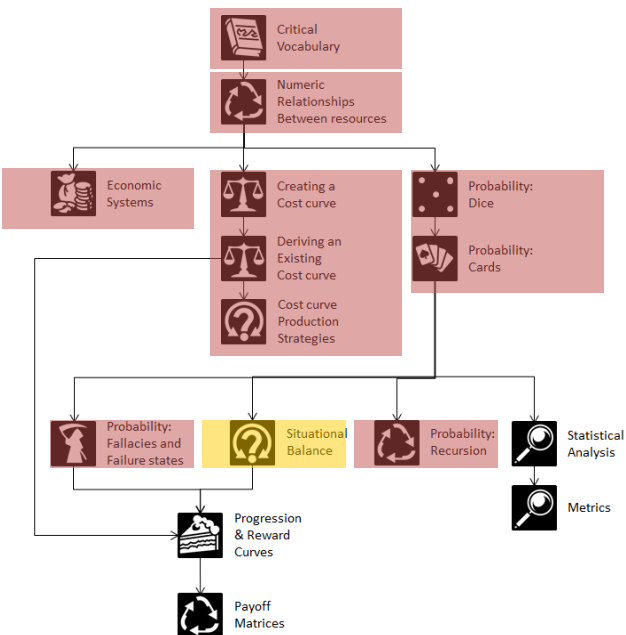 Critical
Vocabulary
Numeric
Relationships
Between resources
Economic
Systems
Creating a
Cost curve
Probability:
Dice
Deriving an
Existing
Cost curve
Probability:
Cards
Cost curve
Production
Strategies
Probability:
Fallacies and
Failure states
Situational
Balance
Probability:
Recursion
Statistical
Analysis
Metrics
Progression
& Reward
Curves
Payoff
Matrices